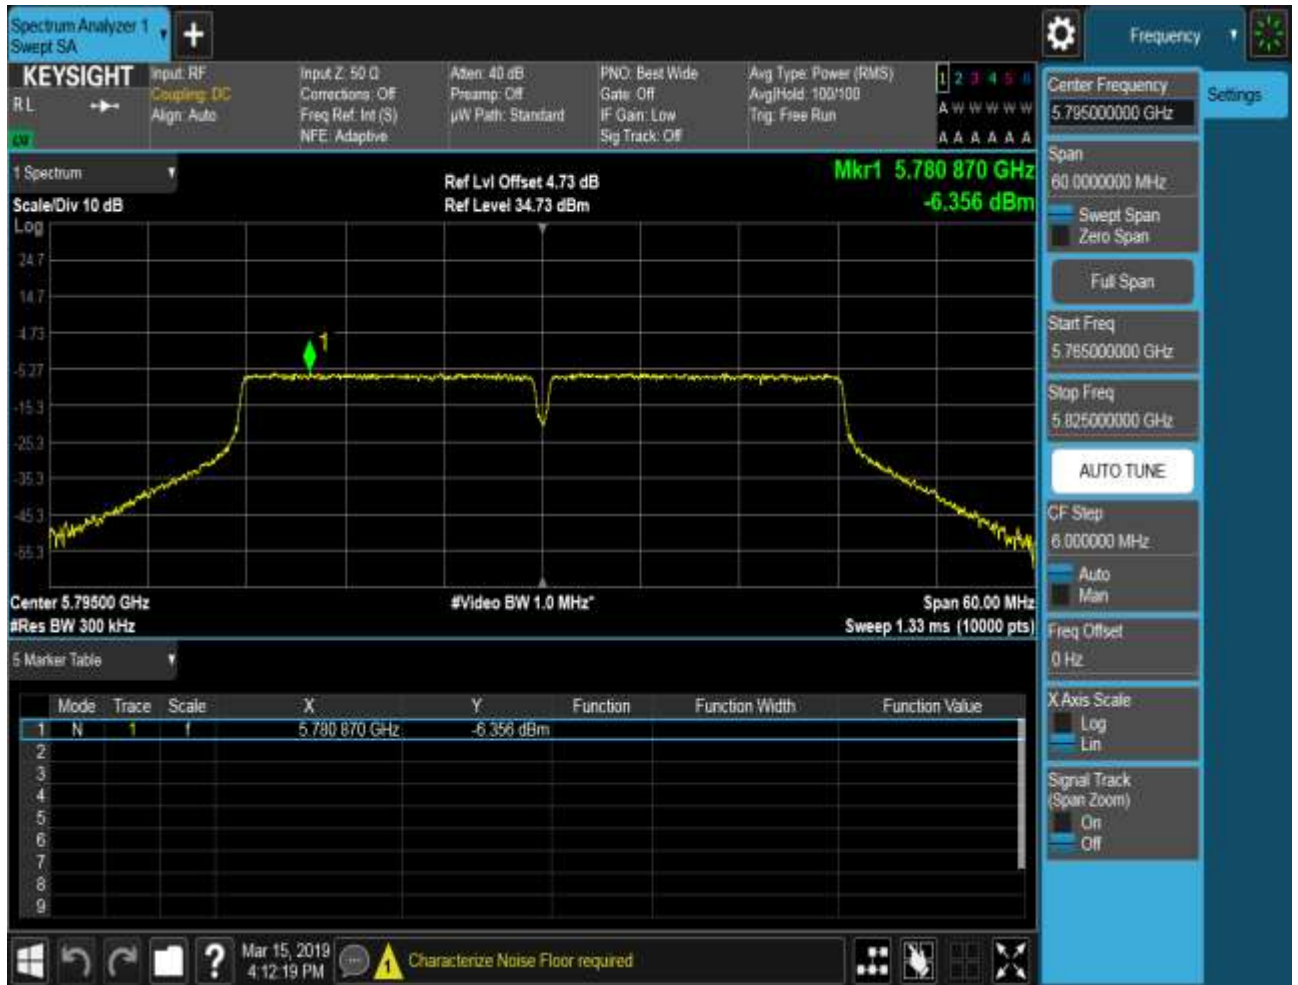 Spectrum Analyzer 1
Swept SA
+
Frequency
KEYSIGHT
RL
Input: RF
Coupling: DC
Align: Auto
Input Z: 50 Ω
Corrections: Off
Freq Ref: Int (S)
NFE: Adaptive
Atten: 40 dB
Preamp: Off
µW Path: Standard
PNO: Best Wide
Gate: Off
IF Gain: Low
Sig Track: Off
Avg Type: Power (RMS)
Avg|Hold: 100/100
Trig: Free Run
1 2 3 4 5 6
A W W W W W
A A A A A A
1 Spectrum
Scale/Div 10 dB
Ref Lvl Offset 4.73 dB
Ref Level 34.73 dBm
Mkr1 5.780 870 GHz
-6.356 dBm
Log
24.7
14.7
4.73
-5.27
-15.3
-25.3
-35.3
-45.3
-55.3
1
Center 5.79500 GHz
#Res BW 300 kHz
#Video BW 1.0 MHz*
Span 60.00 MHz
Sweep 1.33 ms (10000 pts)
5 Marker Table
Mode Trace Scale X Y Function Function Width Function Value
1 N 1 f 5.780 870 GHz -6.356 dBm
2
3
4
5
6
7
8
9
Center Frequency
5.795000000 GHz
Settings
Span
60.0000000 MHz
Swept Span
Zero Span
Full Span
Start Freq
5.765000000 GHz
Stop Freq
5.825000000 GHz
AUTO TUNE
CF Step
6.000000 MHz
Auto
Man
Freq Offset
0 Hz
X Axis Scale
Log
Lin
Signal Track
(Span Zoom)
On
Off
?
Mar 15, 2019
4:12:19 PM
1
Characterize Noise Floor required